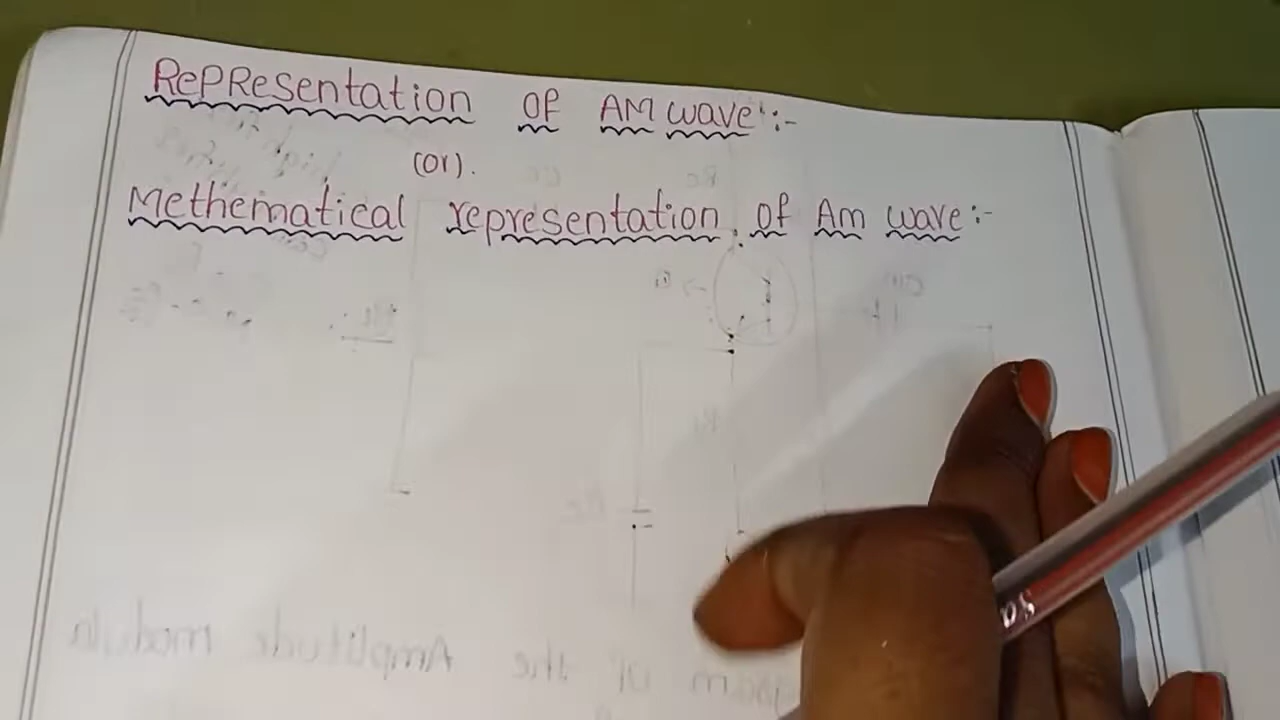 RePResentation of AM wave :-
(or).
Methematical representation of Am wave :-